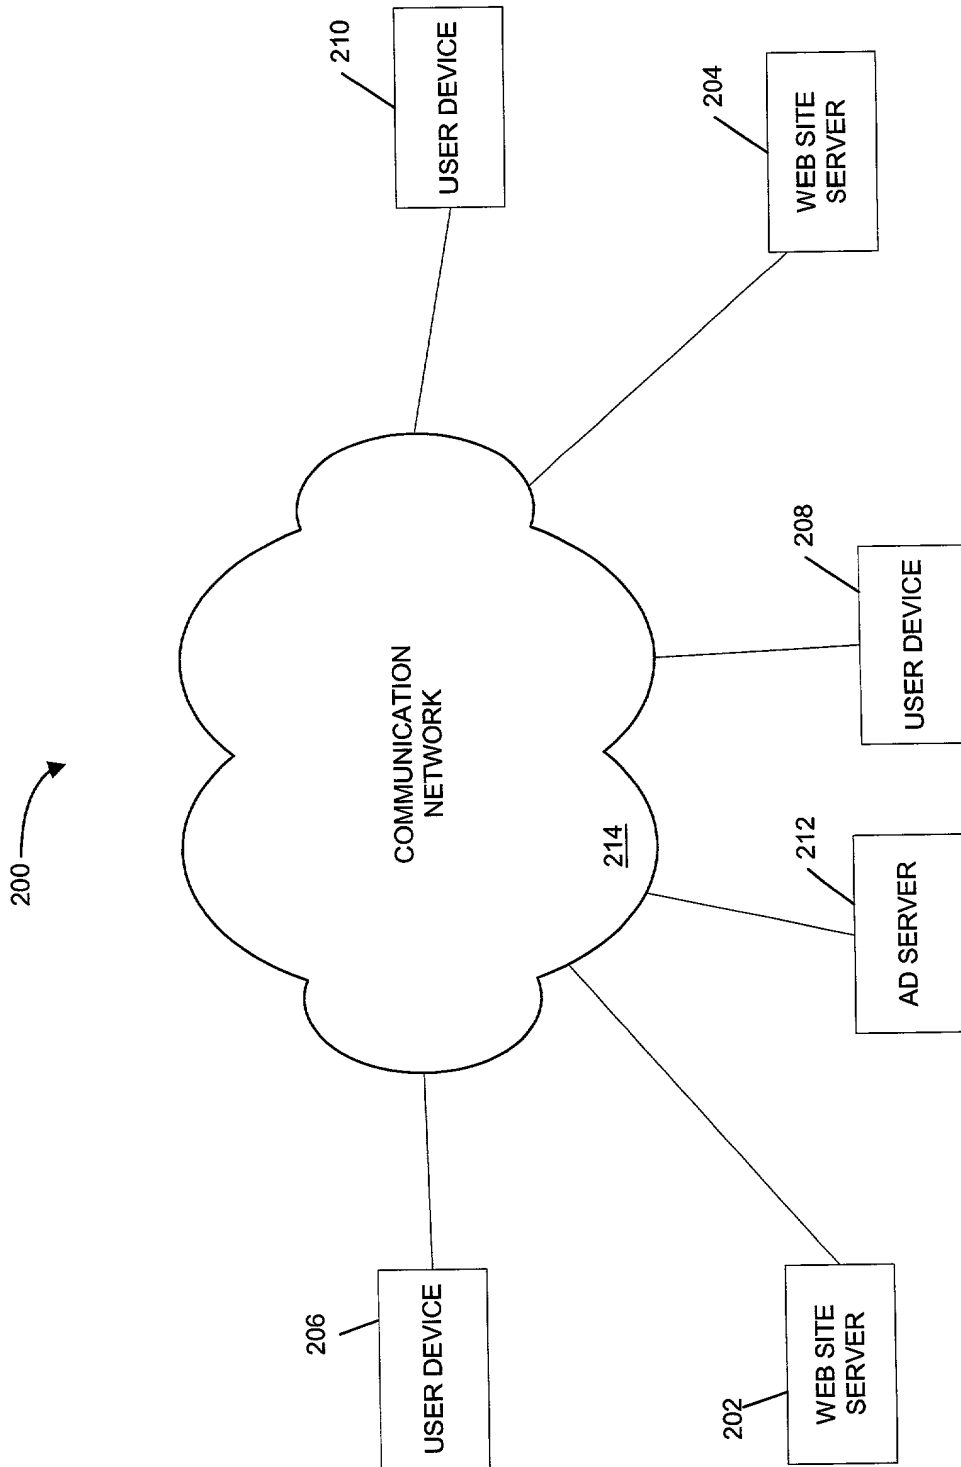 200
COMMUNICATION
NETWORK
214
206
USER DEVICE
210
USER DEVICE
202
WEB SITE
SERVER
212
AD SERVER
208
USER DEVICE
204
WEB SITE
SERVER